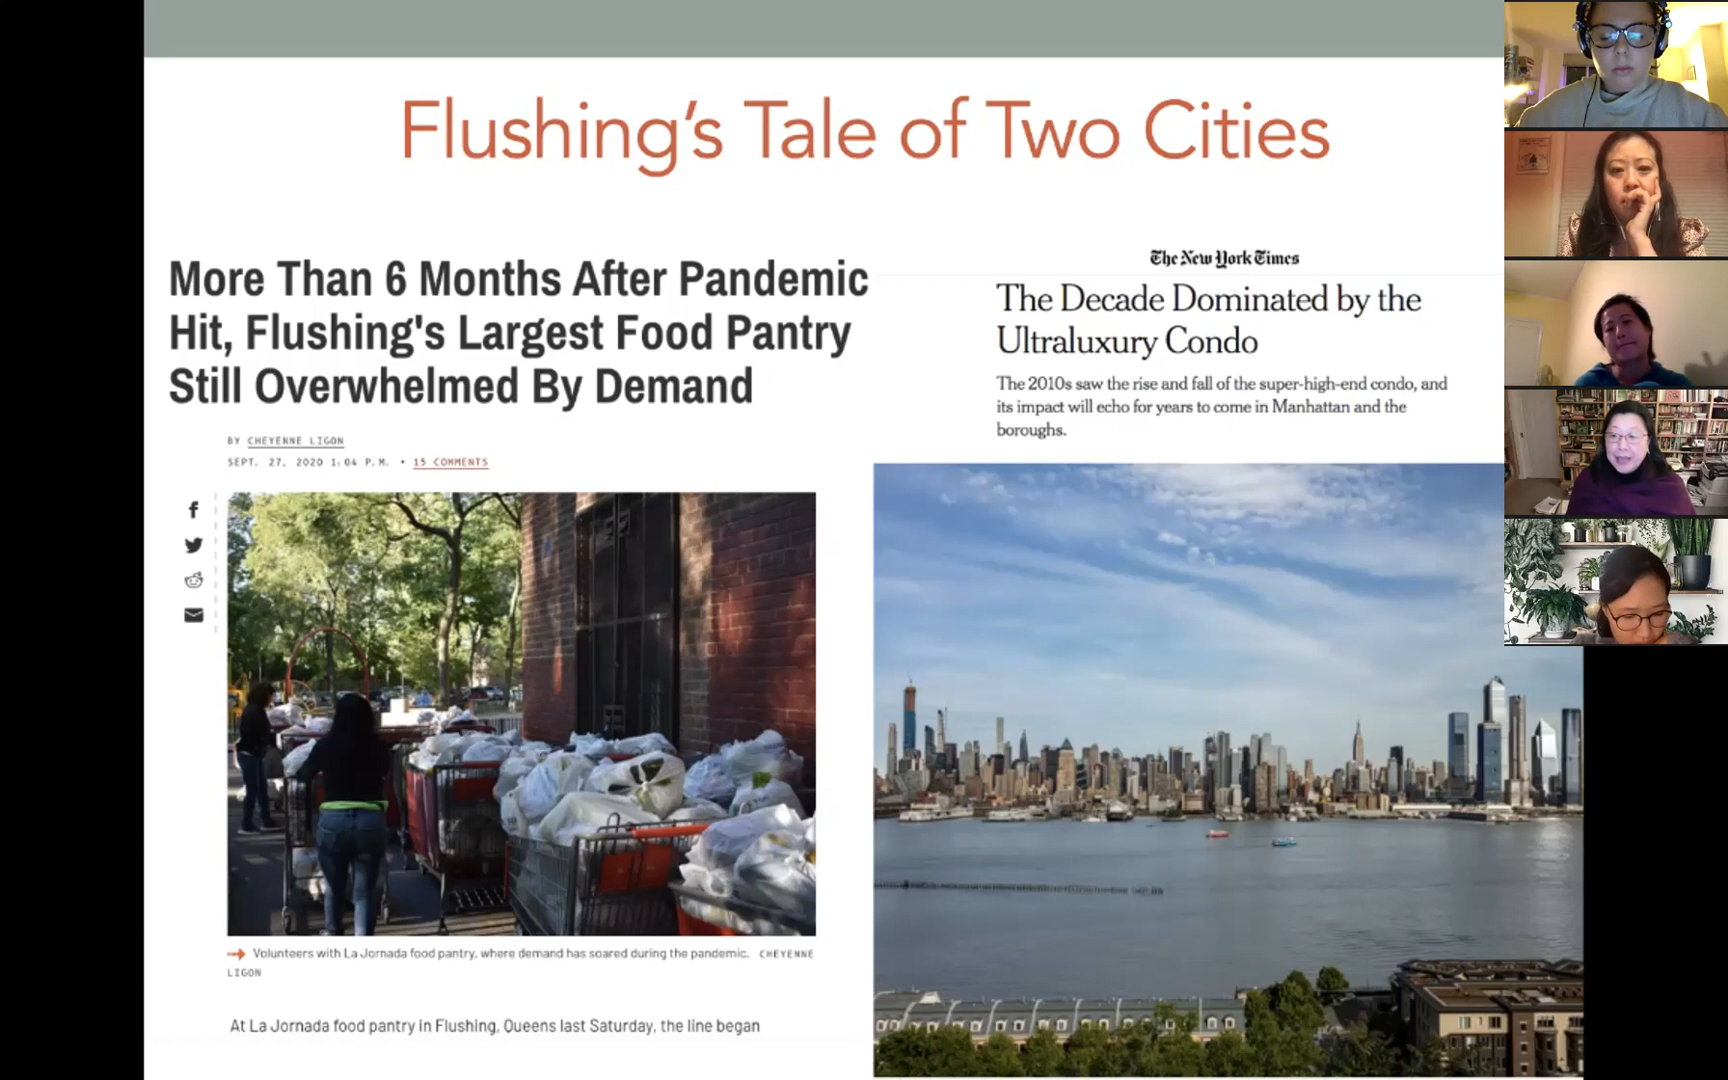 Flushing's Tale of Two Cities
More Than 6 Months After Pandemic
Hit, Flushing's Largest Food Pantry
Still Overwhelmed By Demand
BY CHEYENNE LIGON
SEPT. 27, 2020 1:04 P.M. • 15 COMMENTS
Volunteers with La Jornada food pantry, where demand has soared during the pandemic. CHEYENNE
LIGON
At La Jornada food pantry in Flushing, Queens last Saturday, the line began
The New York Times
The Decade Dominated by the
Ultraluxury Condo
The 2010s saw the rise and fall of the super-high-end condo, and
its impact will echo for years to come in Manhattan and the
boroughs.